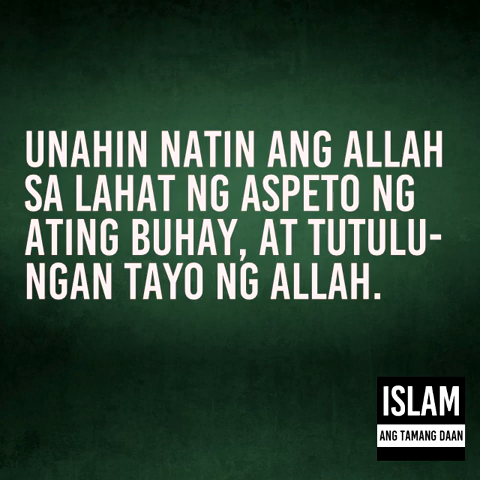 UNAHIN NATIN ANG ALLAH
SA LAHAT NG ASPETO NG
ATING BUHAY, AT TUTULU-
NGAN TAYO NG ALLAH.
ISLAM
ANG TAMANG DAAN